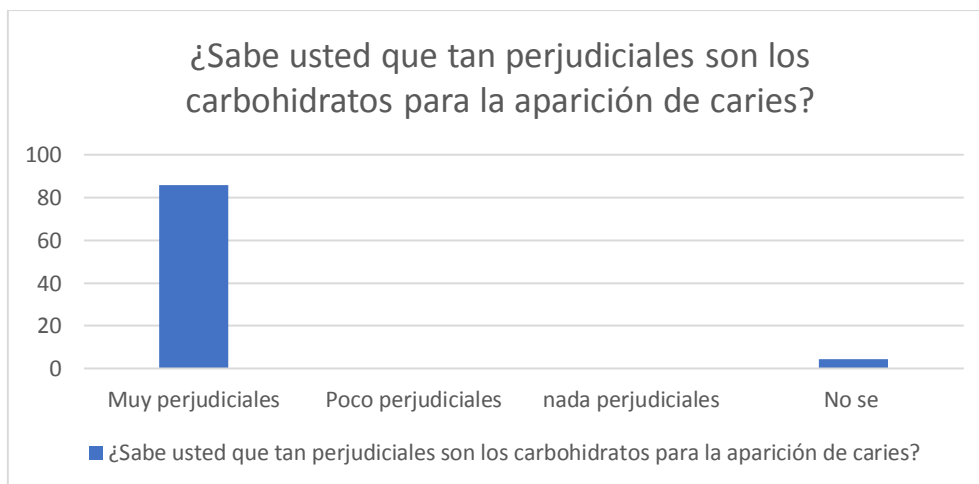 ¿Sabe usted que tan perjudiciales son los
carbohidratos para la aparición de caries?
100
80
60
40
20
0
Muy perjudiciales Poco perjudiciales nada perjudiciales No se
¿Sabe usted que tan perjudiciales son los carbohidratos para la aparición de caries?